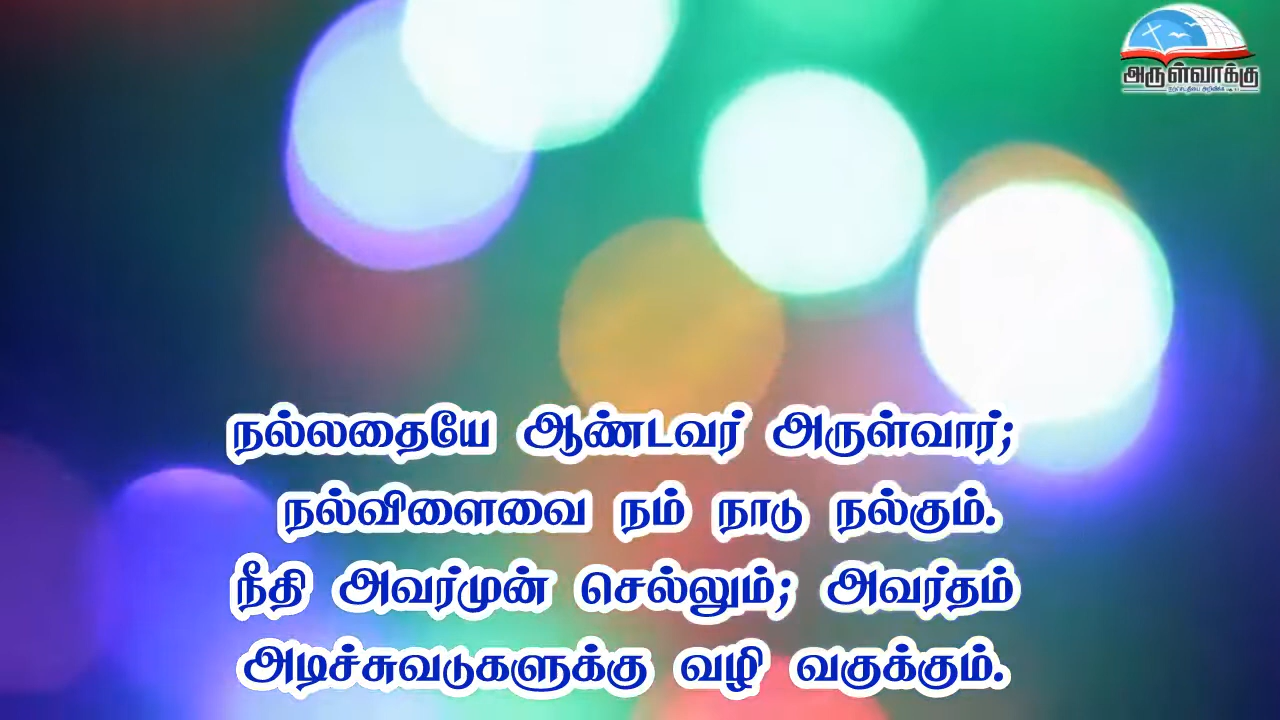 அருள்வாக்கு
நல்லதையே ஆண்டவர் அருள்வார்;
நல்விளைவை நம் நாடு நல்கும்.
நீதி அவர்முன் செல்லும்; அவர்தம்
அடிச்சுவடுகளுக்கு வழி வகுக்கும்.